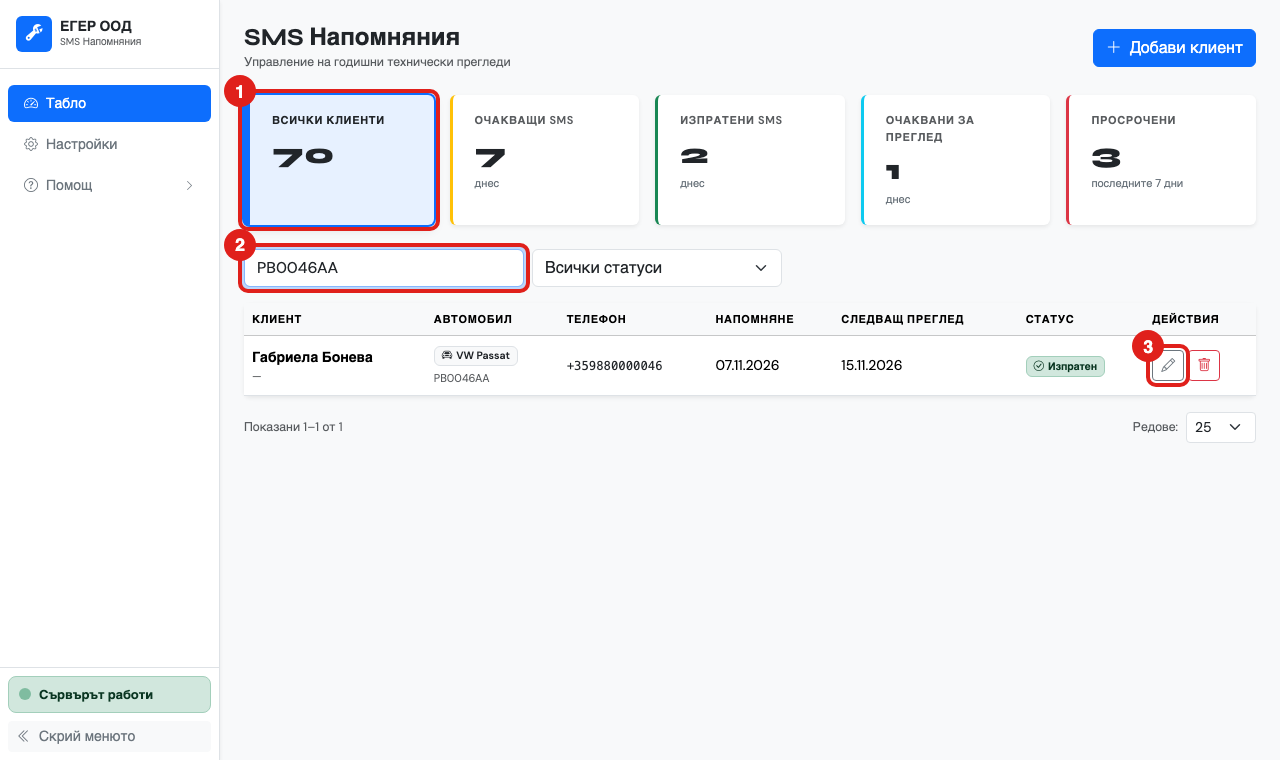 ЕГЕР ООД
SMS Напомняния
Табло
Настройки
Помощ
Сървърът работи
Скрий менюто
SMS Напомняния
Управление на годишни технически прегледи
Добави клиент
1
ВСИЧКИ КЛИЕНТИ
70
ОЧАКВАЩИ SMS
7
днес
ИЗПРАТЕНИ SMS
2
днес
ОЧАКВАНИ ЗА
ПРЕГЛЕД
1
днес
ПРОСРОЧЕНИ
3
последните 7 дни
2
PB0046AA
Всички статуси
КЛИЕНТ АВТОМОБИЛ ТЕЛЕФОН НАПОМНЯНЕ СЛЕДВАЩ ПРЕГЛЕД СТАТУС ДЕЙСТВИЯ
3
Габриела Бонева
—
VW Passat
PB0046AA
+359880000046
07.11.2026
15.11.2026
Изпратен
Показани 1–1 от 1
Редове: 25